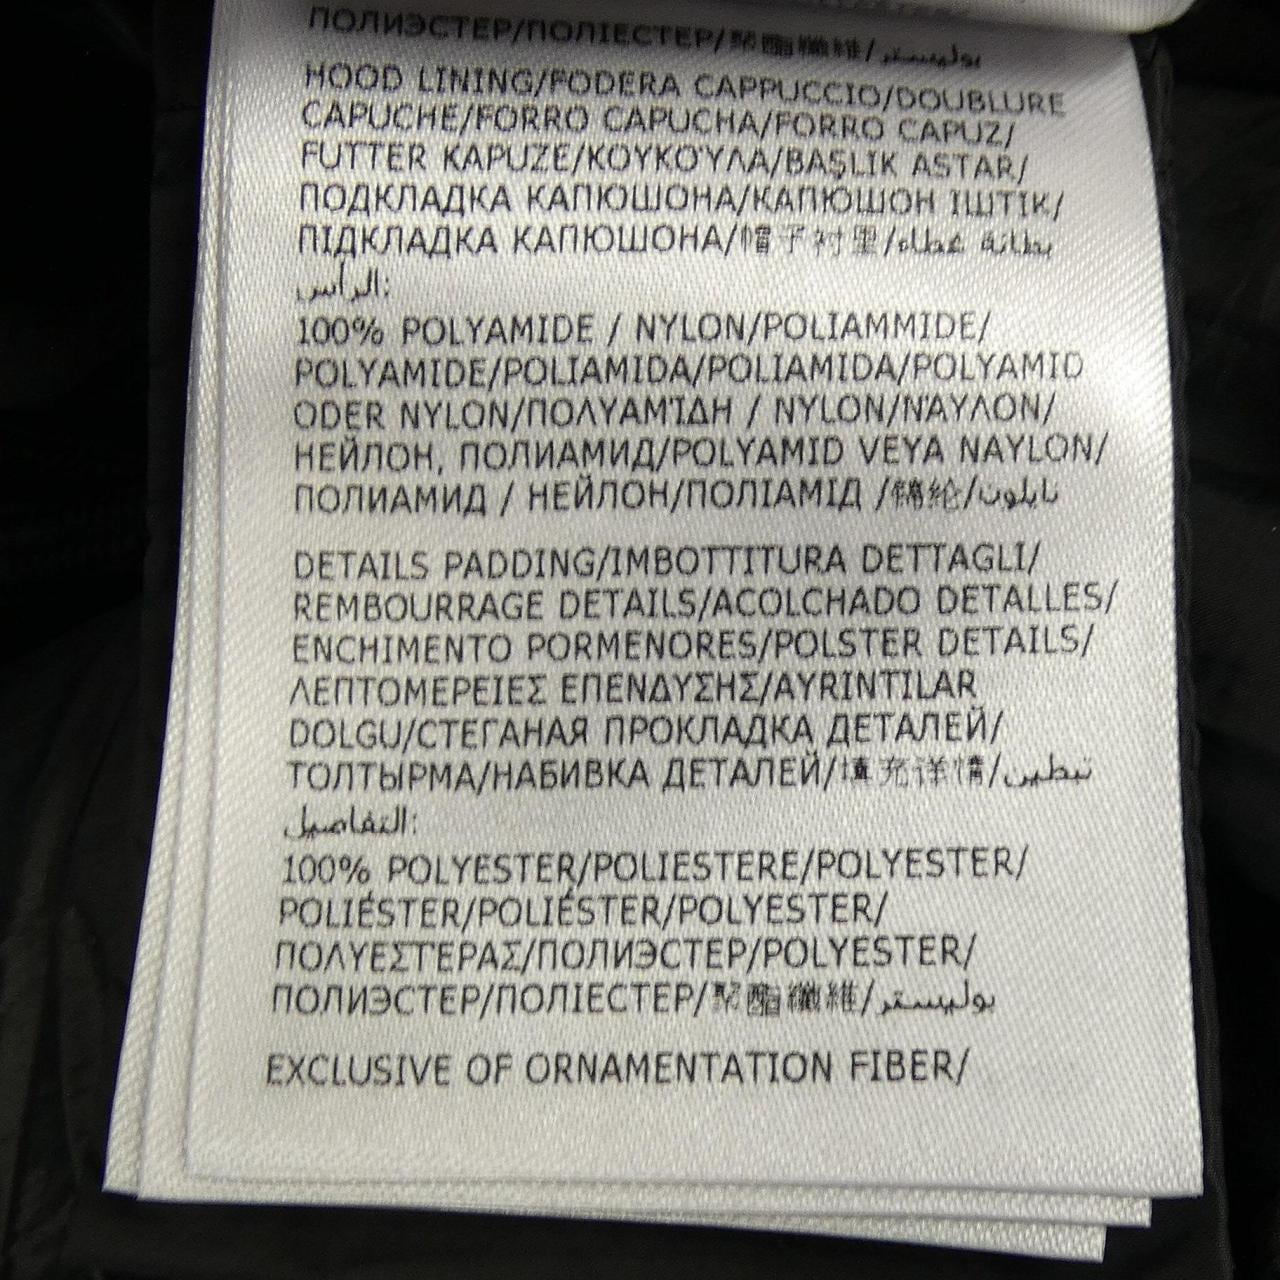 ПОЛИЭСТЕР/ПОЛІЕСТЕР/聚酯纖維/بوليستر
HOOD LINING/FODERA CAPPUCCIO/DOUBLURE
CAPUCHE/FORRO CAPUCHA/FORRO CAPUZ/
FUTTER KAPUZE/ΚΟΥΚΟΎΛΑ/BAŞLIK ASTAR/
ПОДКЛАДКА КАПЮШОНА/КАПЮШОН ІШТІК/
ПІДКЛАДКА КАПЮШОНА/帽子衬里/بطانة غطاء
الرأس:
100% POLYAMIDE / NYLON/POLIAMMIDE/
POLYAMIDE/POLIAMIDA/POLIAMIDA/POLYAMID
ODER NYLON/ΠΟΛΥΑΜΊΔΗ / NYLON/ΝΆΥΛΟΝ/
НЕЙЛОН, ПОЛИАМИД/POLYAMID VEYA NAYLON/
ПОЛИАМИД / НЕЙЛОН/ПОЛІАМІД /錦纶/نايلون
DETAILS PADDING/IMBOTTITURA DETTAGLI/
REMBOURRAGE DETAILS/ACOLCHADO DETALLES/
ENCHIMENTO PORMENORES/POLSTER DETAILS/
ΛΕΠΤΟΜΕΡΕΙΕΣ ΕΠΕΝΔΥΣΗΣ/AYRINTILAR
DOLGU/СТЕГАНАЯ ПРОКЛАДКА ДЕТАЛЕЙ/
ТОЛТЫРМА/НАБИВКА ДЕТАЛЕЙ/填充详情/تبطين
التفاصيل:
100% POLYESTER/POLIESTERE/POLYESTER/
POLIÉSTER/POLIÉSTER/POLYESTER/
ΠΟΛΥΕΣΤΕΡΑΣ/ПОЛИЭСТЕР/POLYESTER/
ПОЛИЭСТЕР/ПОЛІЕСТЕР/聚酯纖維/بوليستر
EXCLUSIVE OF ORNAMENTATION FIBER/